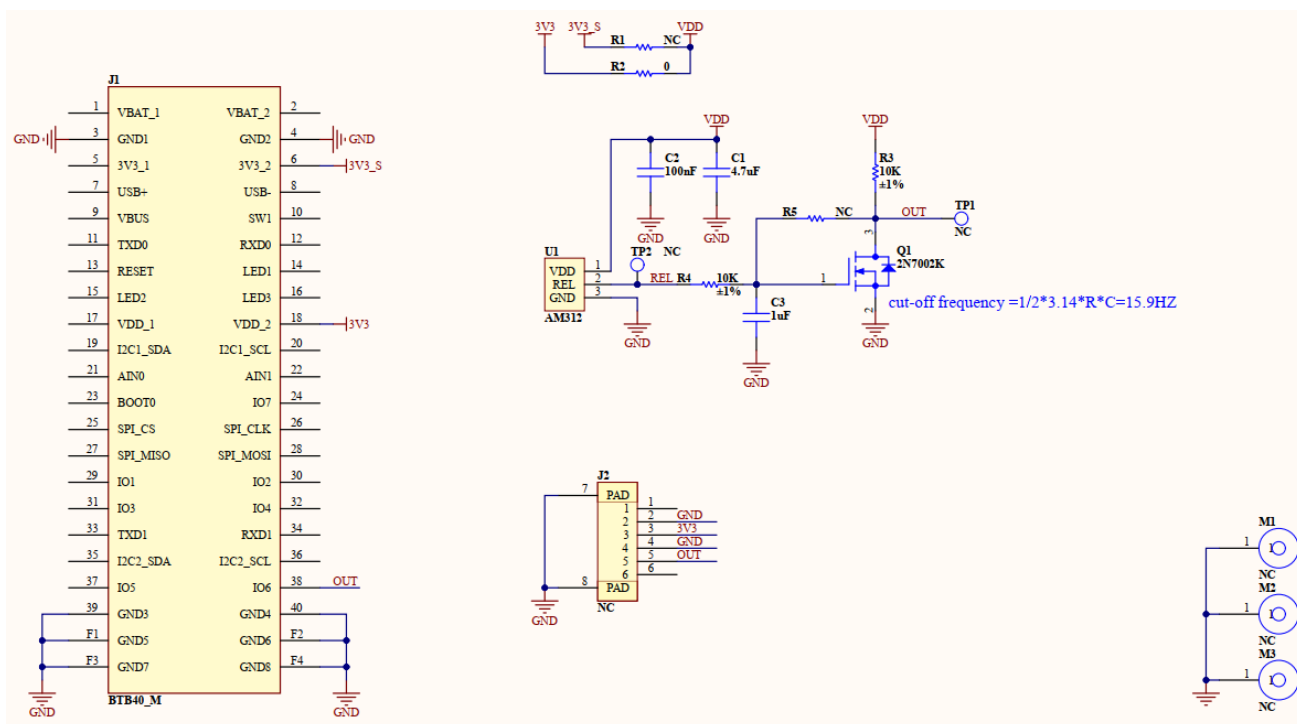 3V3 3V3_S VDD
R1 NC
R2 0
J1
1 VBAT_1 VBAT_2 2
GND 3 GND1 GND2 4 GND
5 3V3_1 3V3_2 6 3V3_S
7 USB+ USB- 8
9 VBUS SW1 10
11 TXD0 RXD0 12
13 RESET LED1 14
15 LED2 LED3 16
17 VDD_1 VDD_2 18 3V3
19 I2C1_SDA I2C1_SCL 20
21 AIN0 AIN1 22
23 BOOT0 IO7 24
25 SPI_CS SPI_CLK 26
27 SPI_MISO SPI_MOSI 28
29 IO1 IO2 30
31 IO3 IO4 32
33 TXD1 RXD1 34
35 I2C2_SDA I2C2_SCL 36
37 IO5 IO6 38 OUT
39 GND3 GND4 40
F1 GND5 GND6 F2
F3 GND7 GND8 F4
GND GND
BTB40_M
VDD VDD
C2
100nF
C1
4.7uF
GND GND
R3
10K
±1%
R5 NC OUT TP1
NC
U1
VDD 1
REL 2
GND 3
AM312
TP2 NC
REL R4 10K
±1%
GND
C3
1uF
GND
1
3
Q1
2N7002K
2
GND
cut-off frequency =1/2*3.14*R*C=15.9HZ
J2
7 PAD
1 1
2 2 GND
3 3 3V3
4 4 GND
5 5 OUT
6 6
8 PAD
NC
GND
M1
1 1
NC
M2
1 1
NC
M3
1 1
NC